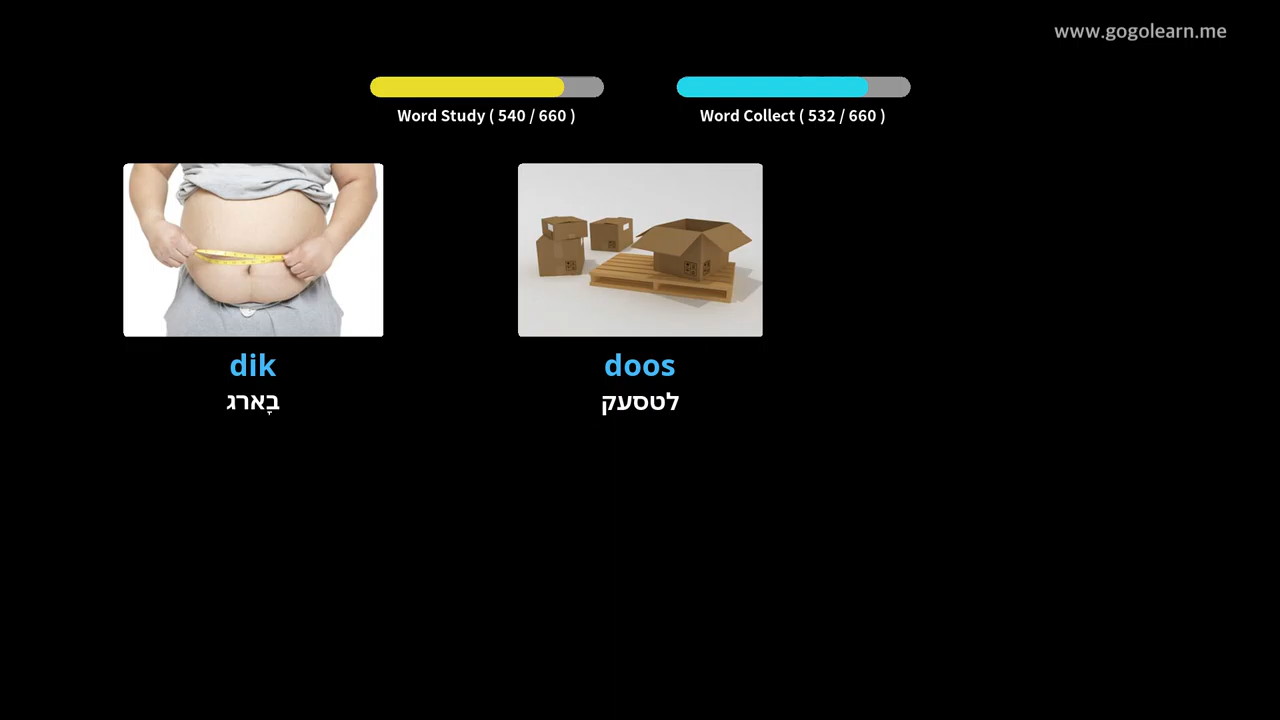 www.gogolearn.me
Word Study ( 540 / 660 )
Word Collect ( 532 / 660 )
dik
בָארג
doos
לטסעק